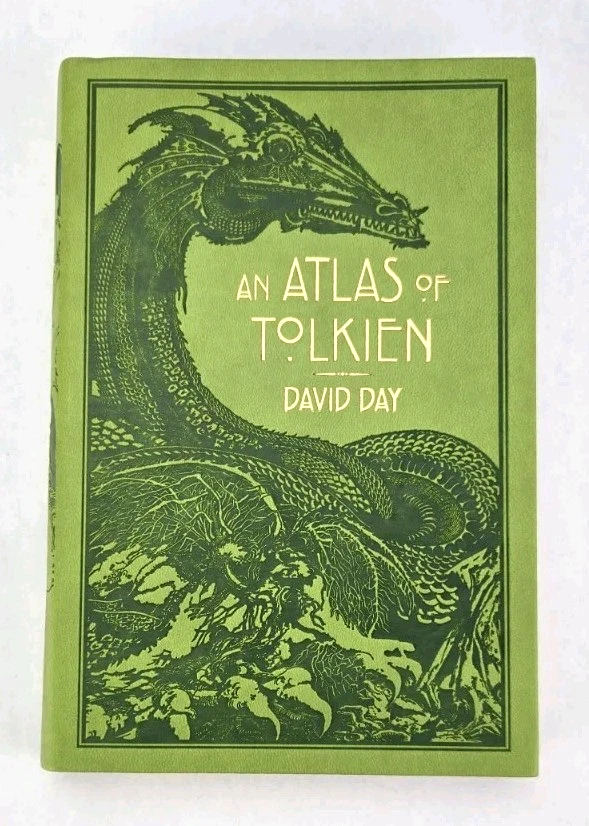 AN ATLAS OF
TOLKIEN
DAVID DAY